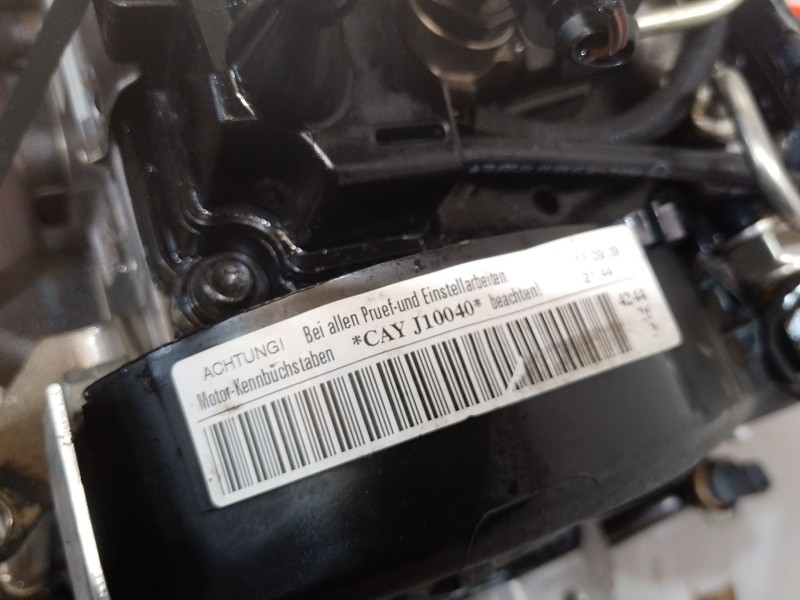 ACHTUNG! Bei allen Pruef-und Einstellarbeiten
Motor-Kennbuchstaben *CAY J10040* beachten!